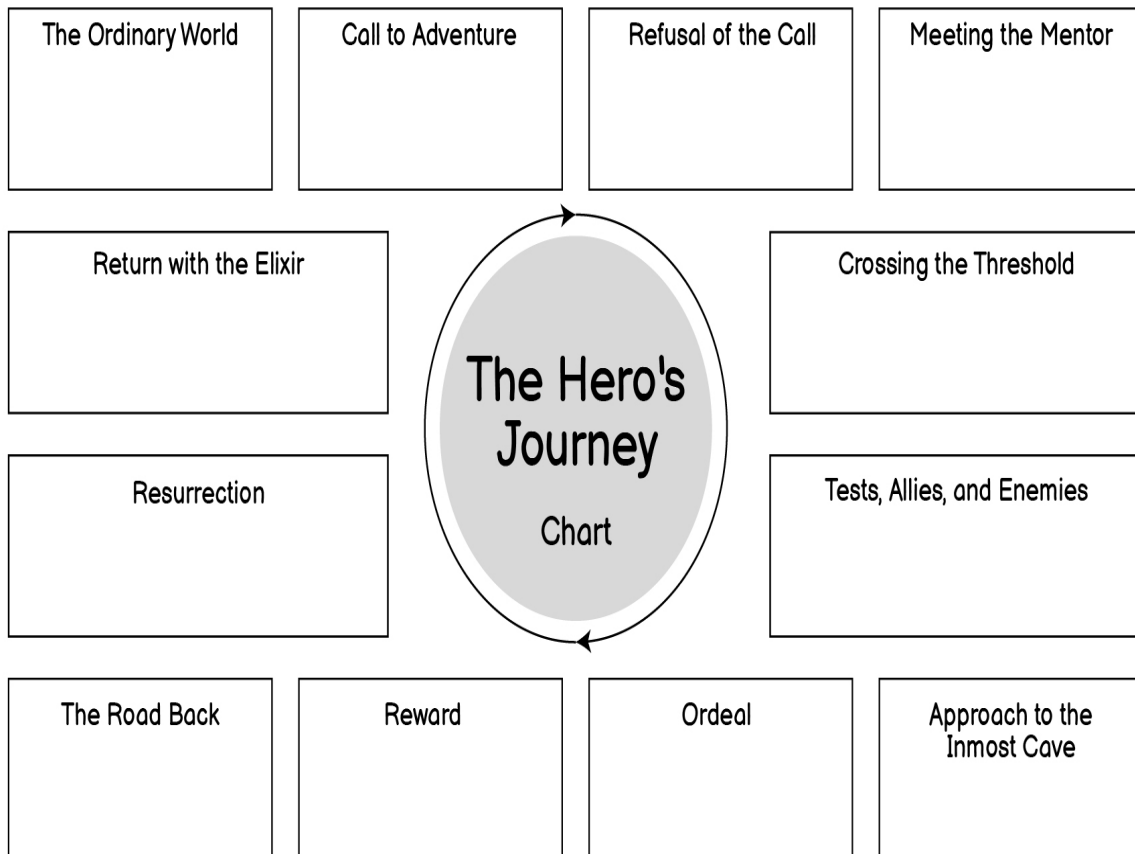 The Ordinary World
Call to Adventure
Refusal of the Call
Meeting the Mentor
Return with the Elixir
Crossing the Threshold
The Hero's
Journey
Chart
Resurrection
Tests, Allies, and Enemies
The Road Back
Reward
Ordeal
Approach to the
Inmost Cave